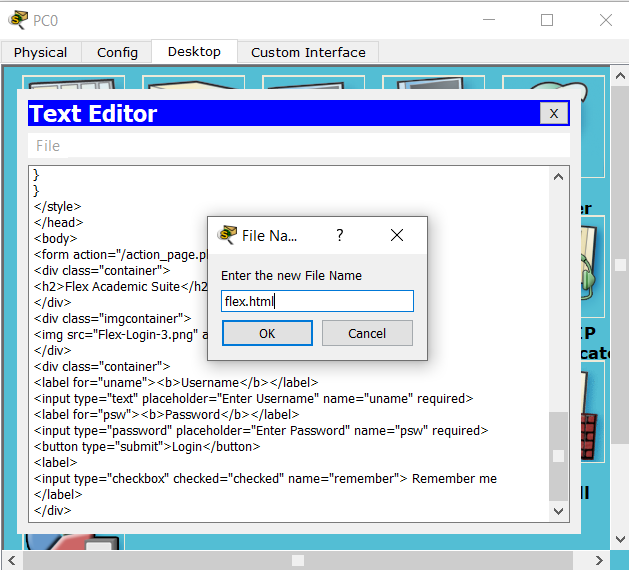 PC0
Physical
Config
Desktop
Custom Interface
Text Editor
X
File
}
}
</style>
</head>
<body>
<form action="/action_page.p
<div class="container">
<h2>Flex Academic Suite</h2
</div>
<div class="imgcontainer">
<img src="Flex-Login-3.png" a
</div>
<div class="container">
<label for="uname"><b>Username</b></label>
<input type="text" placeholder="Enter Username" name="uname" required>
<label for="psw"><b>Password</b></label>
<input type="password" placeholder="Enter Password" name="psw" required>
<button type="submit">Login</button>
<label>
<input type="checkbox" checked="checked" name="remember"> Remember me
</label>
</div>
File Na...
?
Enter the new File Name
flex.html
OK
Cancel